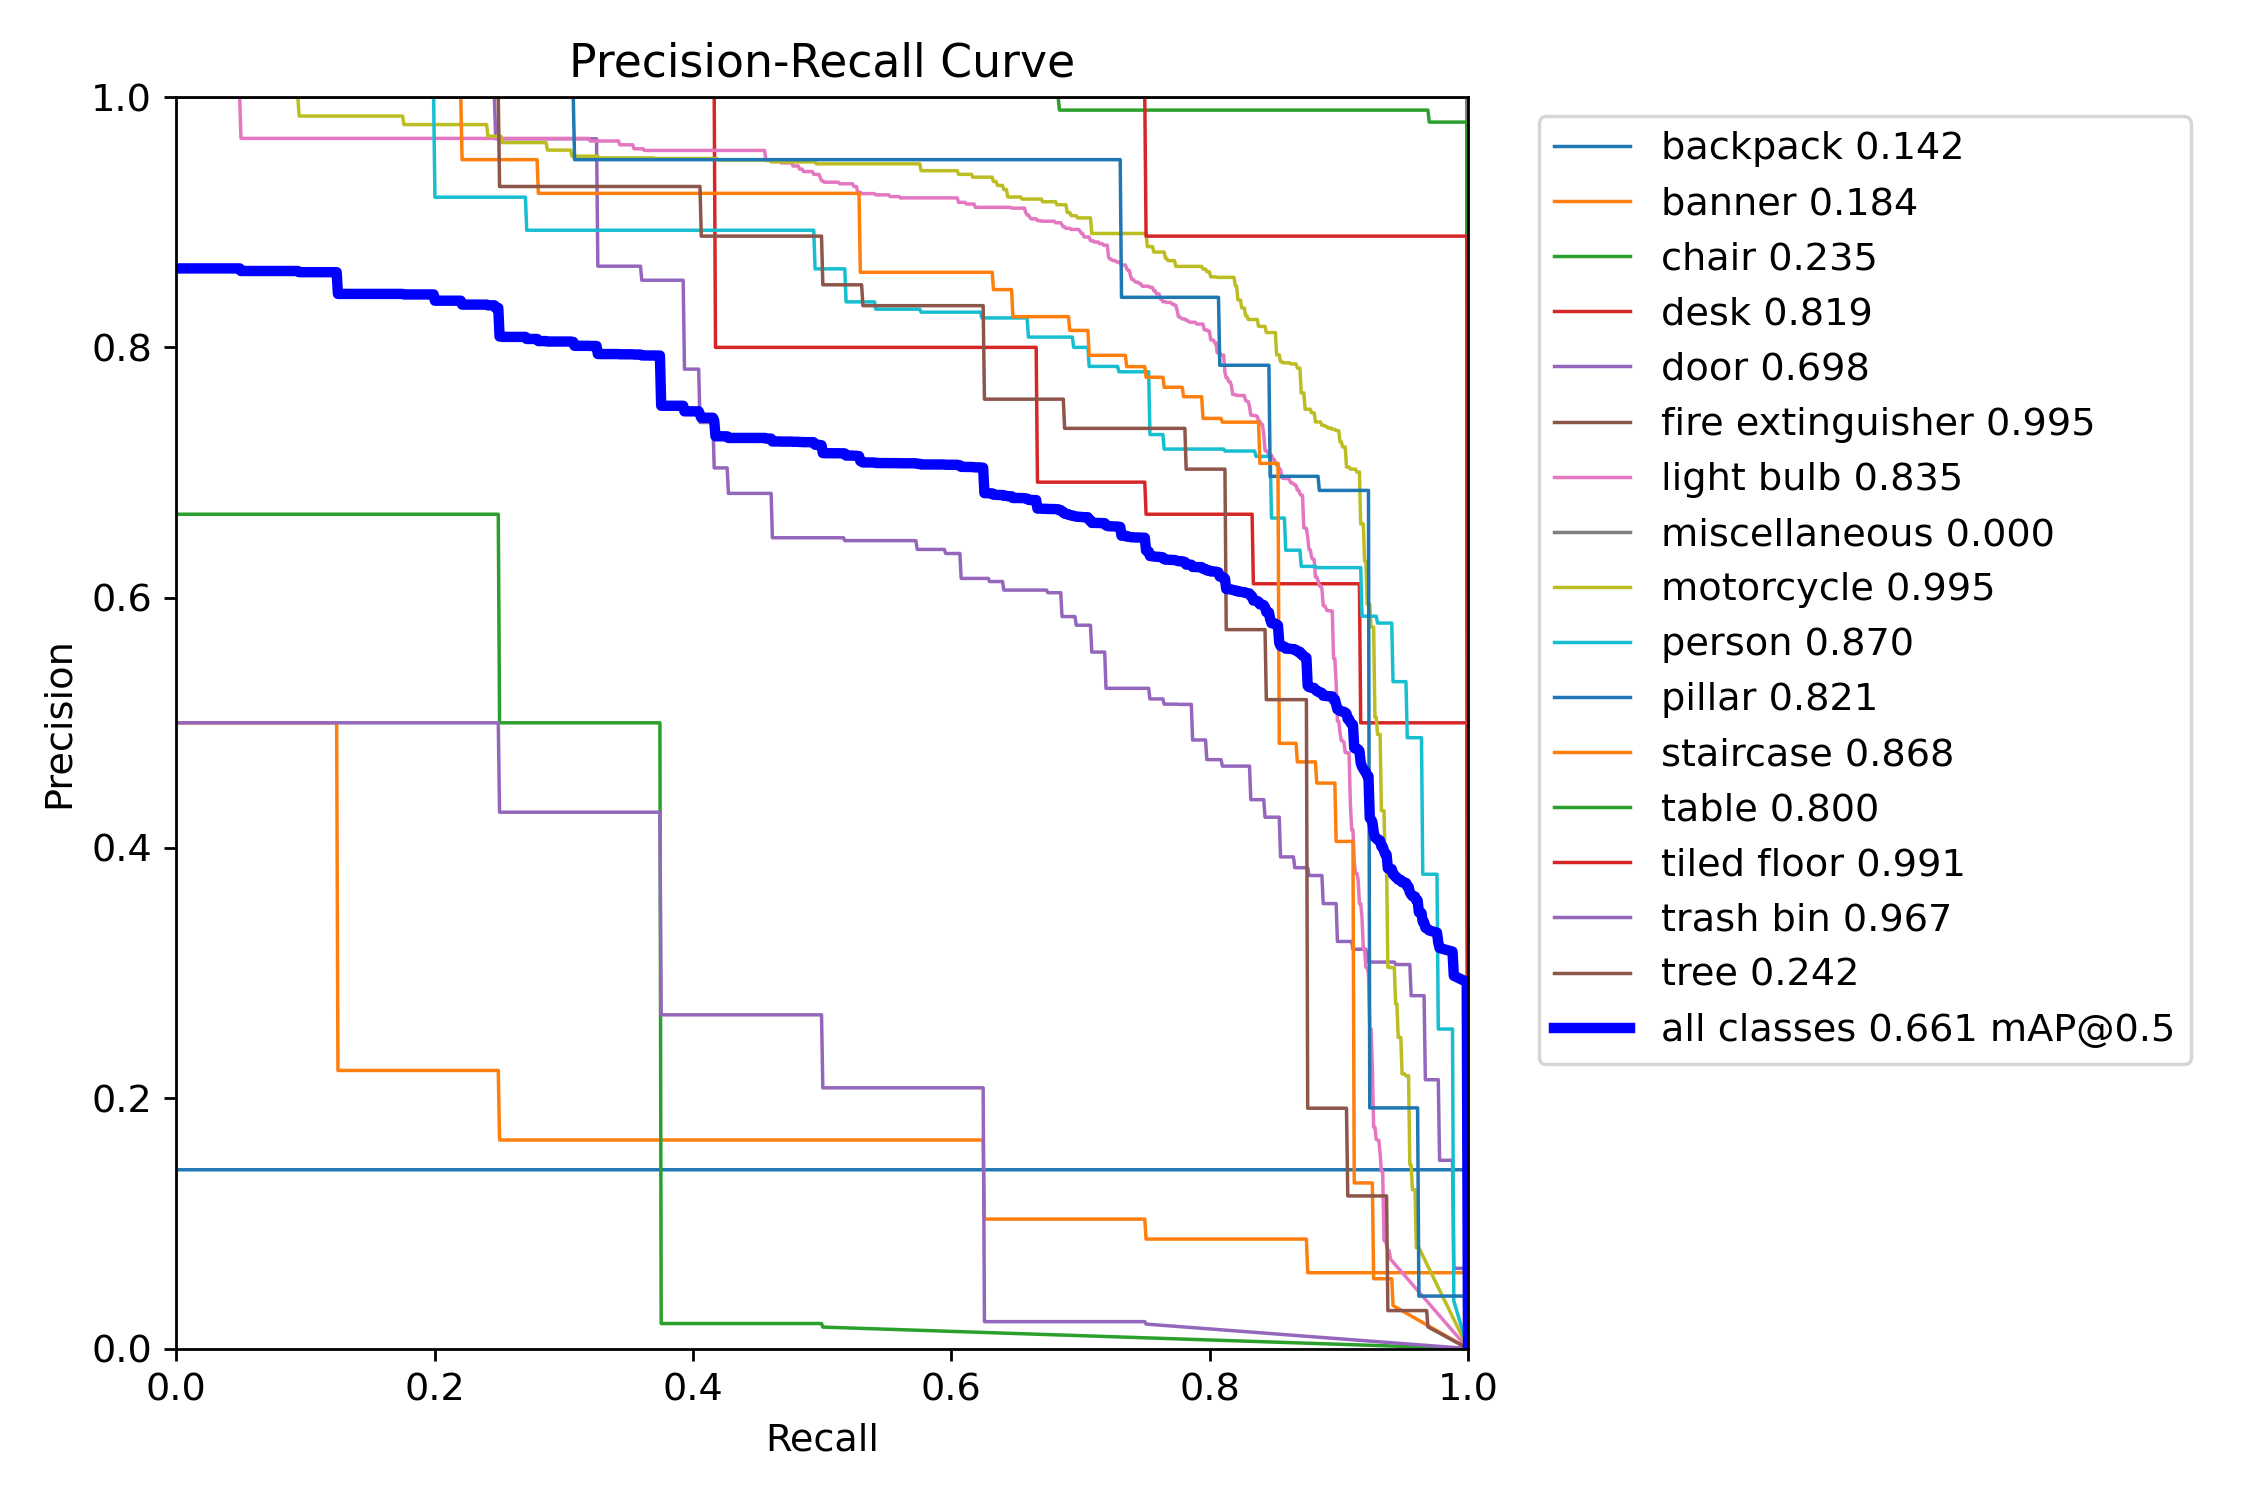 Precision-Recall Curve
1.0
0.8
0.6
0.4
0.2
0.0
Precision
0.0 0.2 0.4 0.6 0.8 1.0
Recall
backpack 0.142
banner 0.184
chair 0.235
desk 0.819
door 0.698
fire extinguisher 0.995
light bulb 0.835
miscellaneous 0.000
motorcycle 0.995
person 0.870
pillar 0.821
staircase 0.868
table 0.800
tiled floor 0.991
trash bin 0.967
tree 0.242
all classes 0.661 mAP@0.5